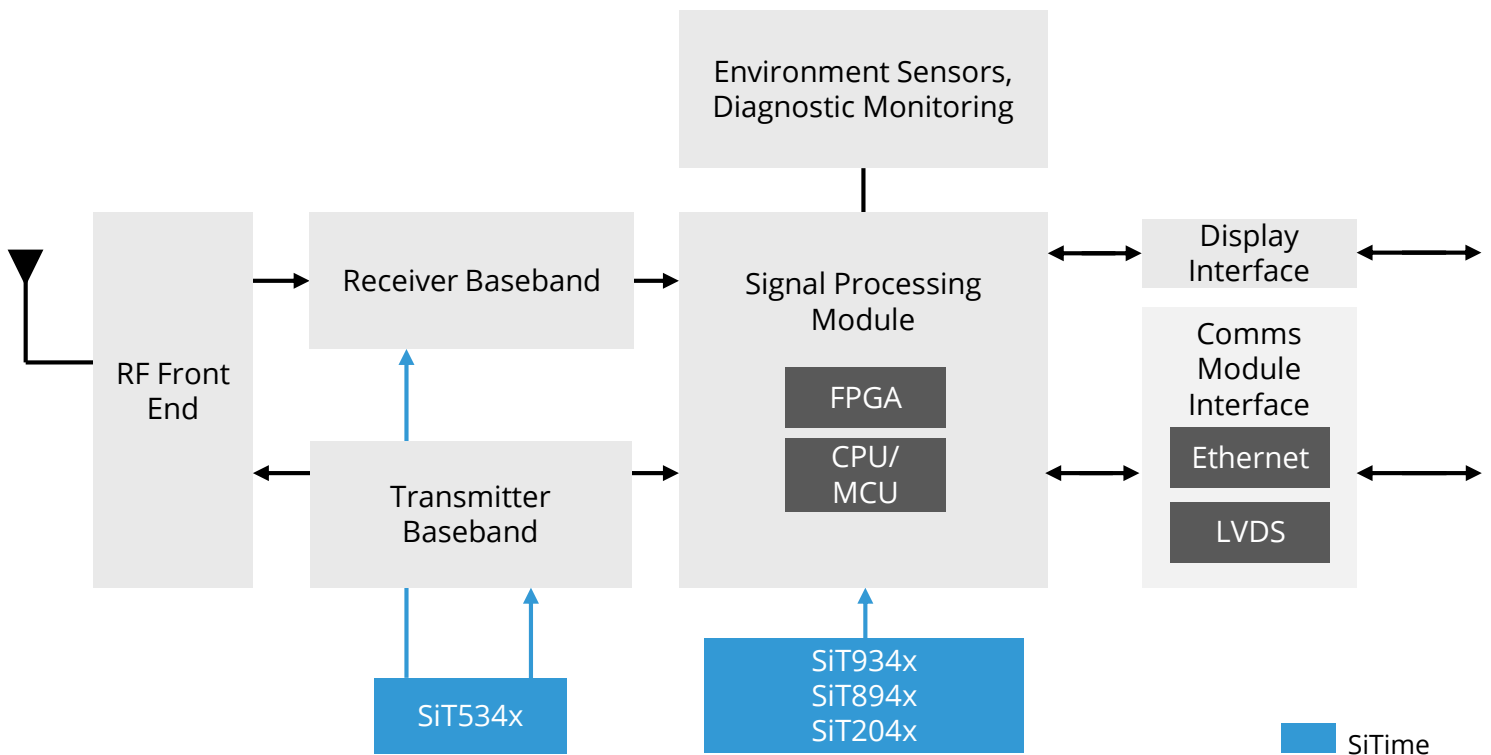 Environment Sensors,
Diagnostic Monitoring
RF Front
End
Receiver Baseband
Transmitter
Baseband
Signal Processing
Module
FPGA
CPU/
MCU
Display
Interface
Comms
Module
Interface
Ethernet
LVDS
SiT534x
SiT934x
SiT894x
SiT204x
SiTime